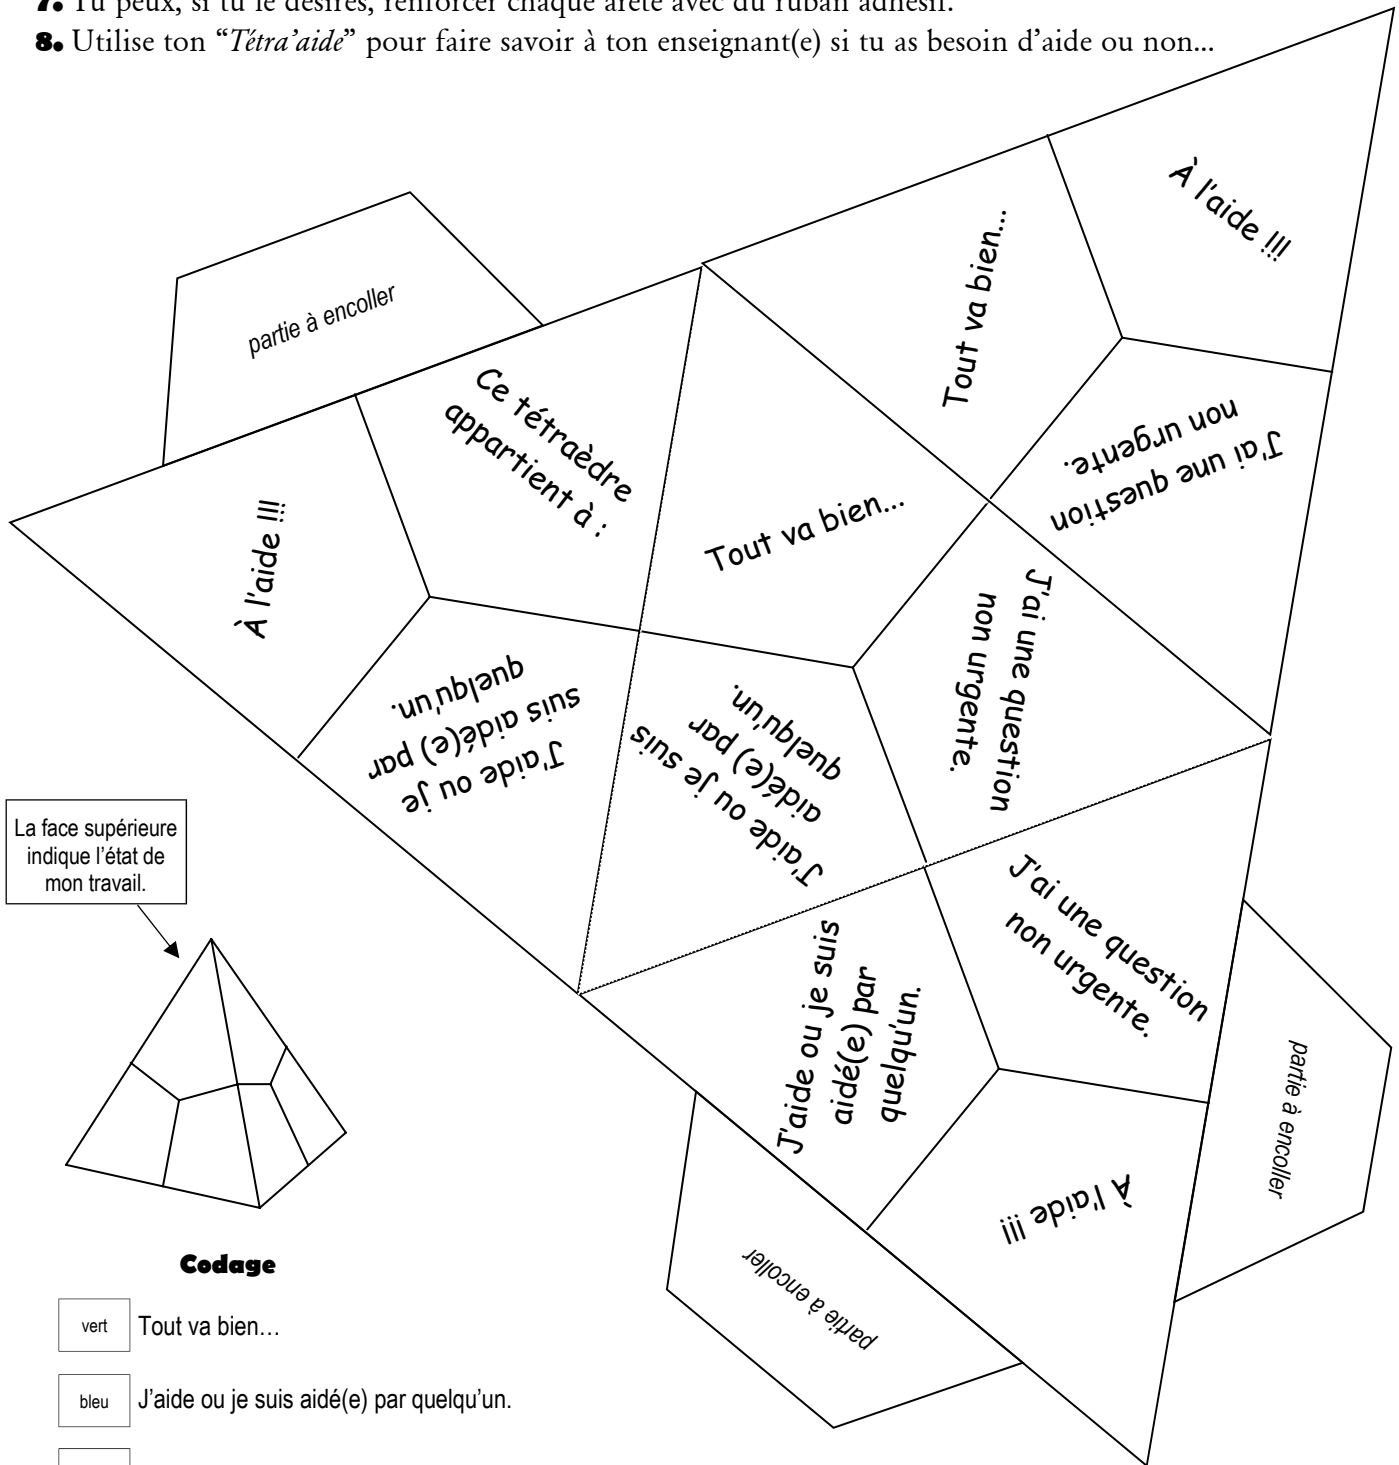 7. Tu peux, si tu le désires, renforcer chaque arête avec du ruban adhésif.
8. Utilise ton “Tétra’aide” pour faire savoir à ton enseignant(e) si tu as besoin d’aide ou non...
À l'aide !!!
Tout va bien...
partie à encoller
Ce tétraèdre
appartient à :
J'ai une question
non urgente.
Tout va bien...
À l'aide !!!
J'ai une question
non urgente.
J'aide ou je
suis aidé(e) par
quelqu'un.
J'aide ou je suis
aidé(e) par
quelqu'un.
La face supérieure
indique l’état de
mon travail.
J'ai une question
non urgente.
J'aide ou je suis
aidé(e) par
quelqu'un.
partie à encoller
À l'aide !!!
partie à encoller
Codage
vert Tout va bien…
bleu J’aide ou je suis aidé(e) par quelqu’un.